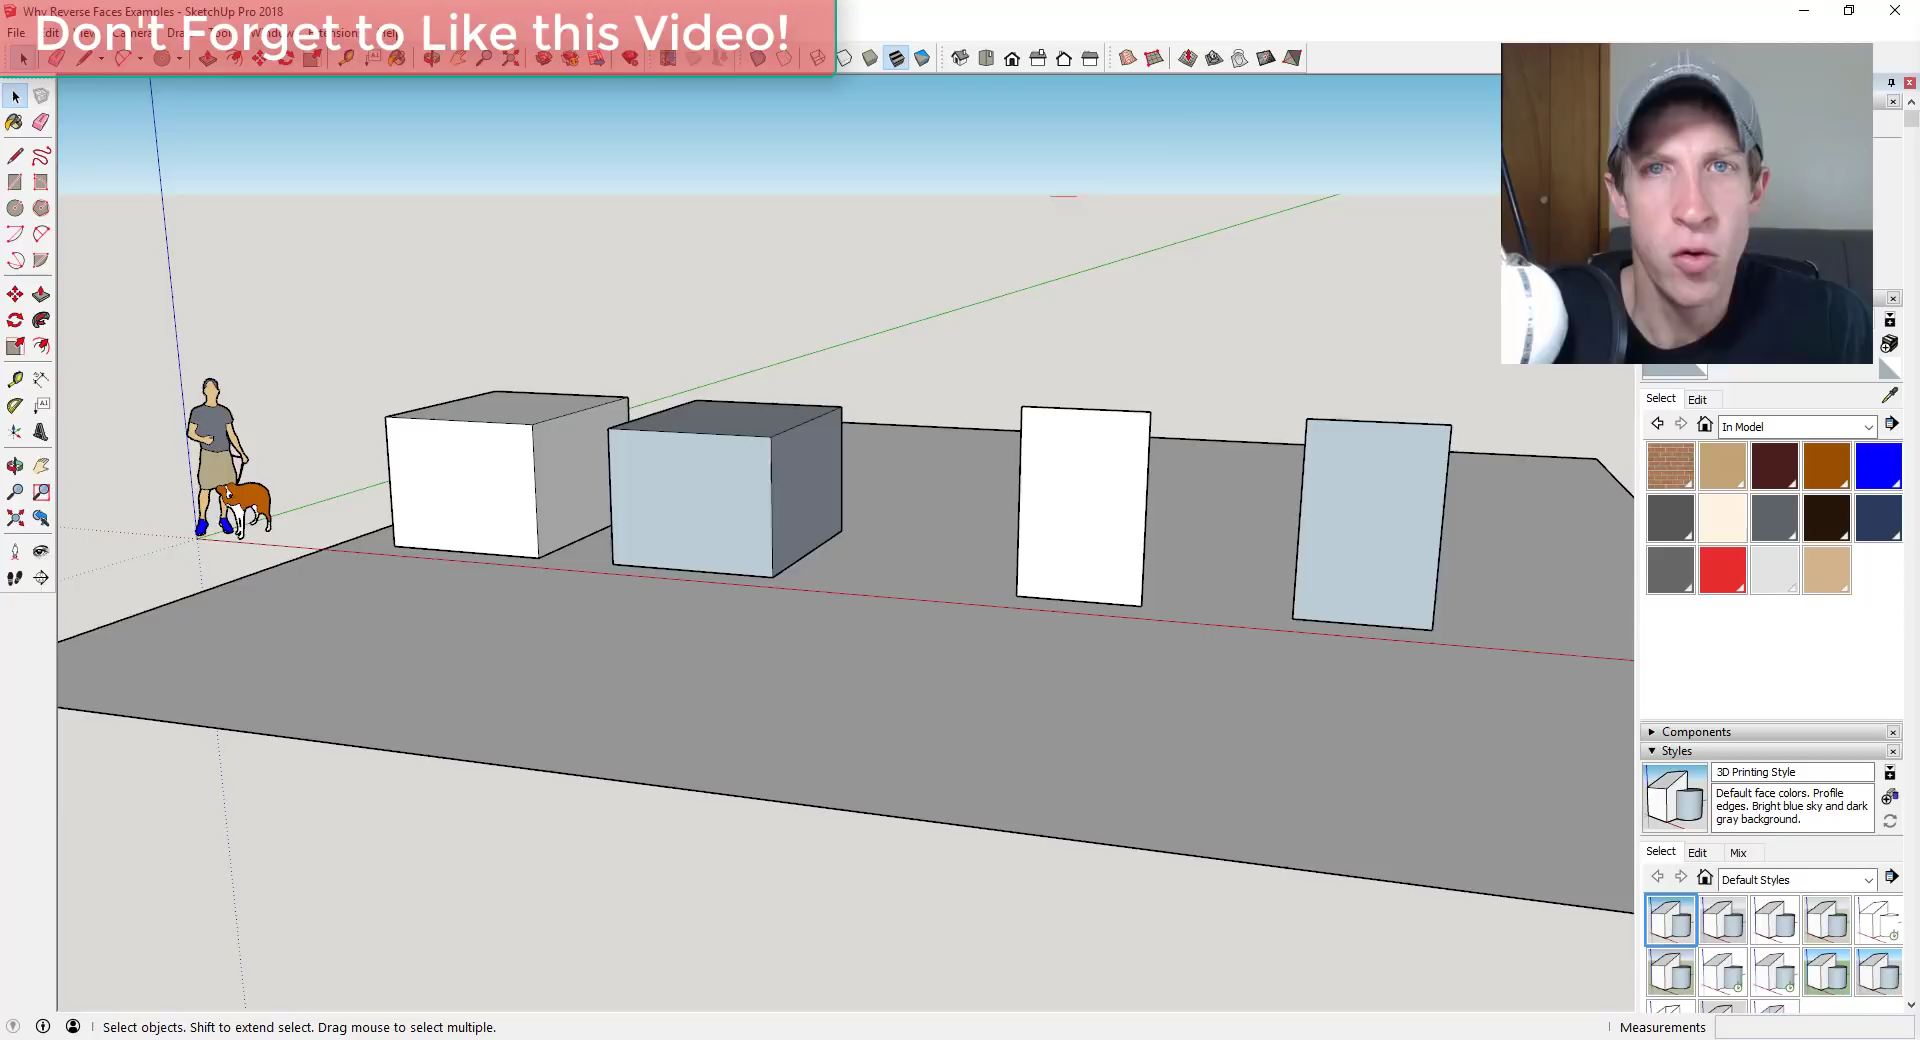 Why Reverse Faces Examples - SketchUp Pro 2018
Don't Forget to Like this Video!
File
Select
Edit
In Model
Components
Styles
3D Printing Style
Default face colors. Profile
edges. Bright blue sky and dark
gray background.
Select
Edit
Mix
Default Styles
Select objects. Shift to extend select. Drag mouse to select multiple.
Measurements